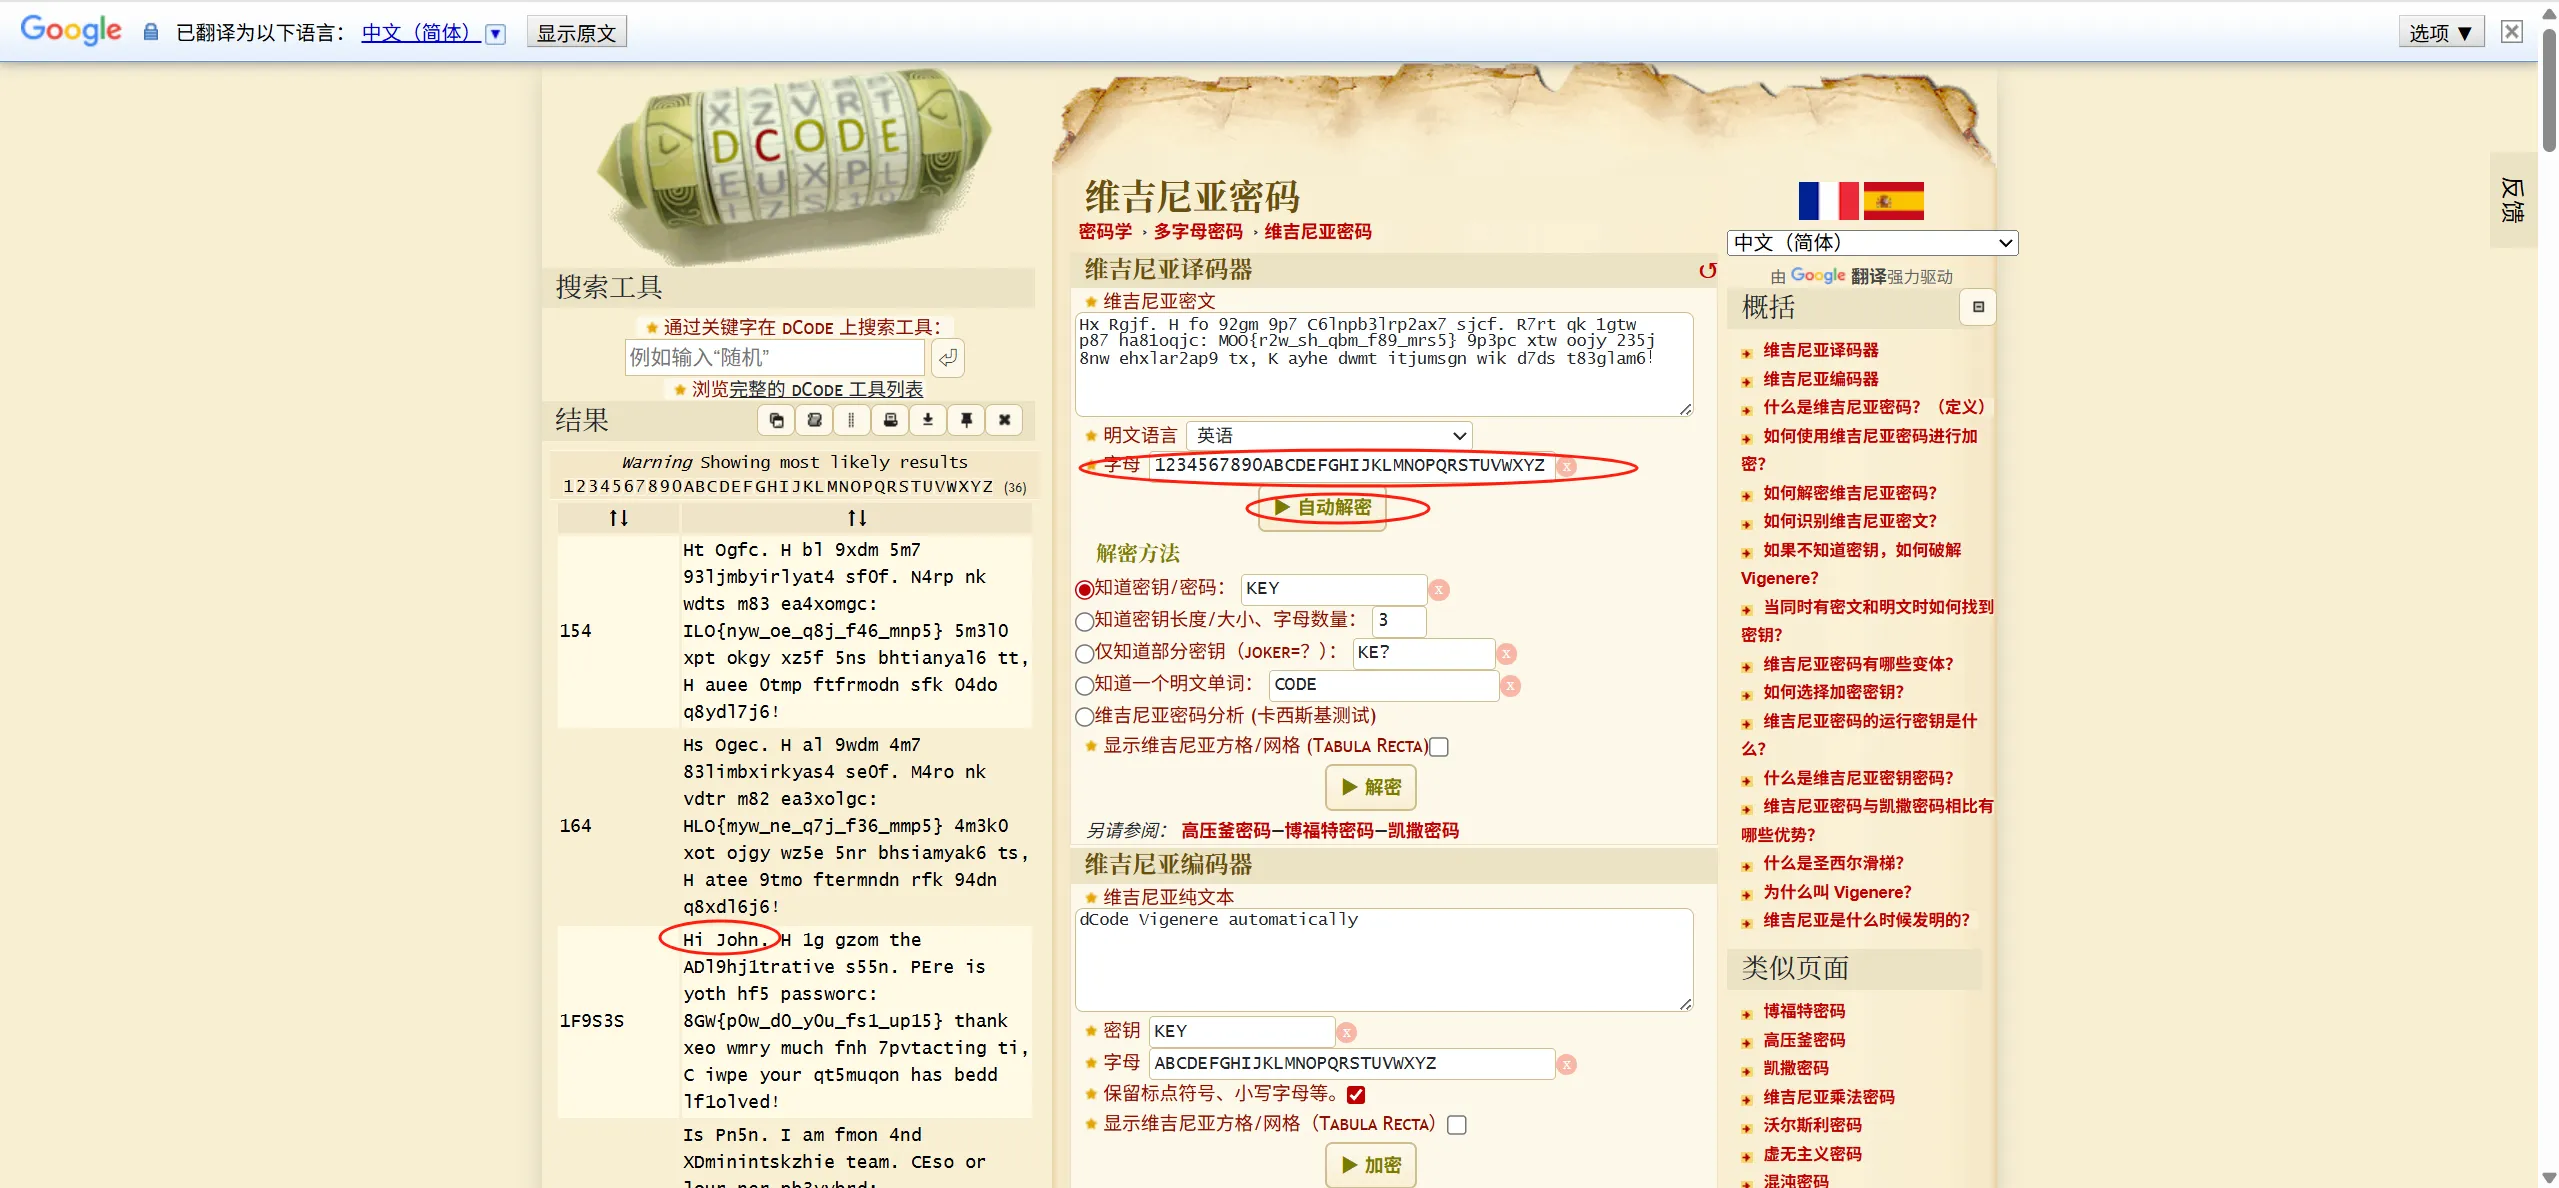 Google 已翻译为以下语言： 中文（简体） ▼ 显示原文 选项 ▼
X Z V R T
D C O D E
E U X P L
反馈
搜索工具
通过关键字在 DCODE 上搜索工具：
例如输入“随机”
浏览完整的 DCODE 工具列表
结果
Warning Showing most likely results
1234567890ABCDEFGHIJKLMNOPQRSTUVWXYZ (36)
↑↓ ↑↓
154
Ht Ogfc. H bl 9xdm 5m7
93ljmbyirlyat4 sf0f. N4rp nk
wdts m83 ea4xomgc:
ILO{nyw_oe_q8j_f46_mnp5} 5m3l0
xpt okgy xz5f 5ns bhtianyal6 tt,
H auee 0tmp ftfrmodn sfk 04do
q8ydl7j6!
164
Hs Ogec. H al 9wdm 4m7
83limbxirkyas4 se0f. M4ro nk
vdtr m82 ea3xolgc:
HLO{myw_ne_q7j_f36_mmp5} 4m3k0
xot ojgy wz5e 5nr bhsiamyak6 ts,
H atee 9tmo ftermndn rfk 94dn
q8xdl6j6!
1F9S3S
Hi John. H 1g gzom the
ADl9hj1trative s55n. PEre is
yoth hf5 passworc:
8GW{p0w_d0_y0u_fs1_up15} thank
xeo wmry much fnh 7pvtacting ti,
C iwpe your qt5muqon has bedd
lf1olved!
Is Pn5n. I am fmon 4nd
XDminintskzhie team. CEso or
维吉尼亚密码
密码学 › 多字母密码 › 维吉尼亚密码
维吉尼亚译码器
维吉尼亚密文
Hx Rgjf. H fo 92gm 9p7 C6lnpb3lrp2ax7 sjcf. R7rt qk 1gtw
p87 ha81oqjc: MOO{r2w_sh_qbm_f89_mrs5} 9p3pc xtw oojy 235j
8nw ehxlar2ap9 tx, K ayhe dwmt itjumsgn wik d7ds t83glam6!
明文语言 英语
字母 1234567890ABCDEFGHIJKLMNOPQRSTUVWXYZ x
▶ 自动解密
解密方法
知道密钥/密码： KEY x
知道密钥长度/大小、字母数量： 3
仅知道部分密钥（JOKER=？）： KE? x
知道一个明文单词： CODE x
维吉尼亚密码分析 (卡西斯基测试)
显示维吉尼亚方格/网格 (TABULA RECTA)
▶ 解密
另请参阅： 高压釜密码–博福特密码–凯撒密码
维吉尼亚编码器
维吉尼亚纯文本
dCode Vigenere automatically
密钥 KEY x
字母 ABCDEFGHIJKLMNOPQRSTUVWXYZ x
保留标点符号、小写字母等。
显示维吉尼亚方格/网格（TABULA RECTA）
▶ 加密
中文（简体）
由 Google 翻译强力驱动
概括
维吉尼亚译码器
维吉尼亚编码器
什么是维吉尼亚密码？（定义）
如何使用维吉尼亚密码进行加
密？
如何解密维吉尼亚密码？
如何识别维吉尼亚密文？
如果不知道密钥，如何破解
Vigenere？
当同时有密文和明文时如何找到
密钥？
维吉尼亚密码有哪些变体？
如何选择加密密钥？
维吉尼亚密码的运行密钥是什
么？
什么是维吉尼亚密钥密码？
维吉尼亚密码与凯撒密码相比有
哪些优势？
什么是圣西尔滑梯？
为什么叫 Vigenere？
维吉尼亚是什么时候发明的？
类似页面
博福特密码
高压釜密码
凯撒密码
维吉尼亚乘法密码
沃尔斯利密码
虚无主义密码
混沌密码